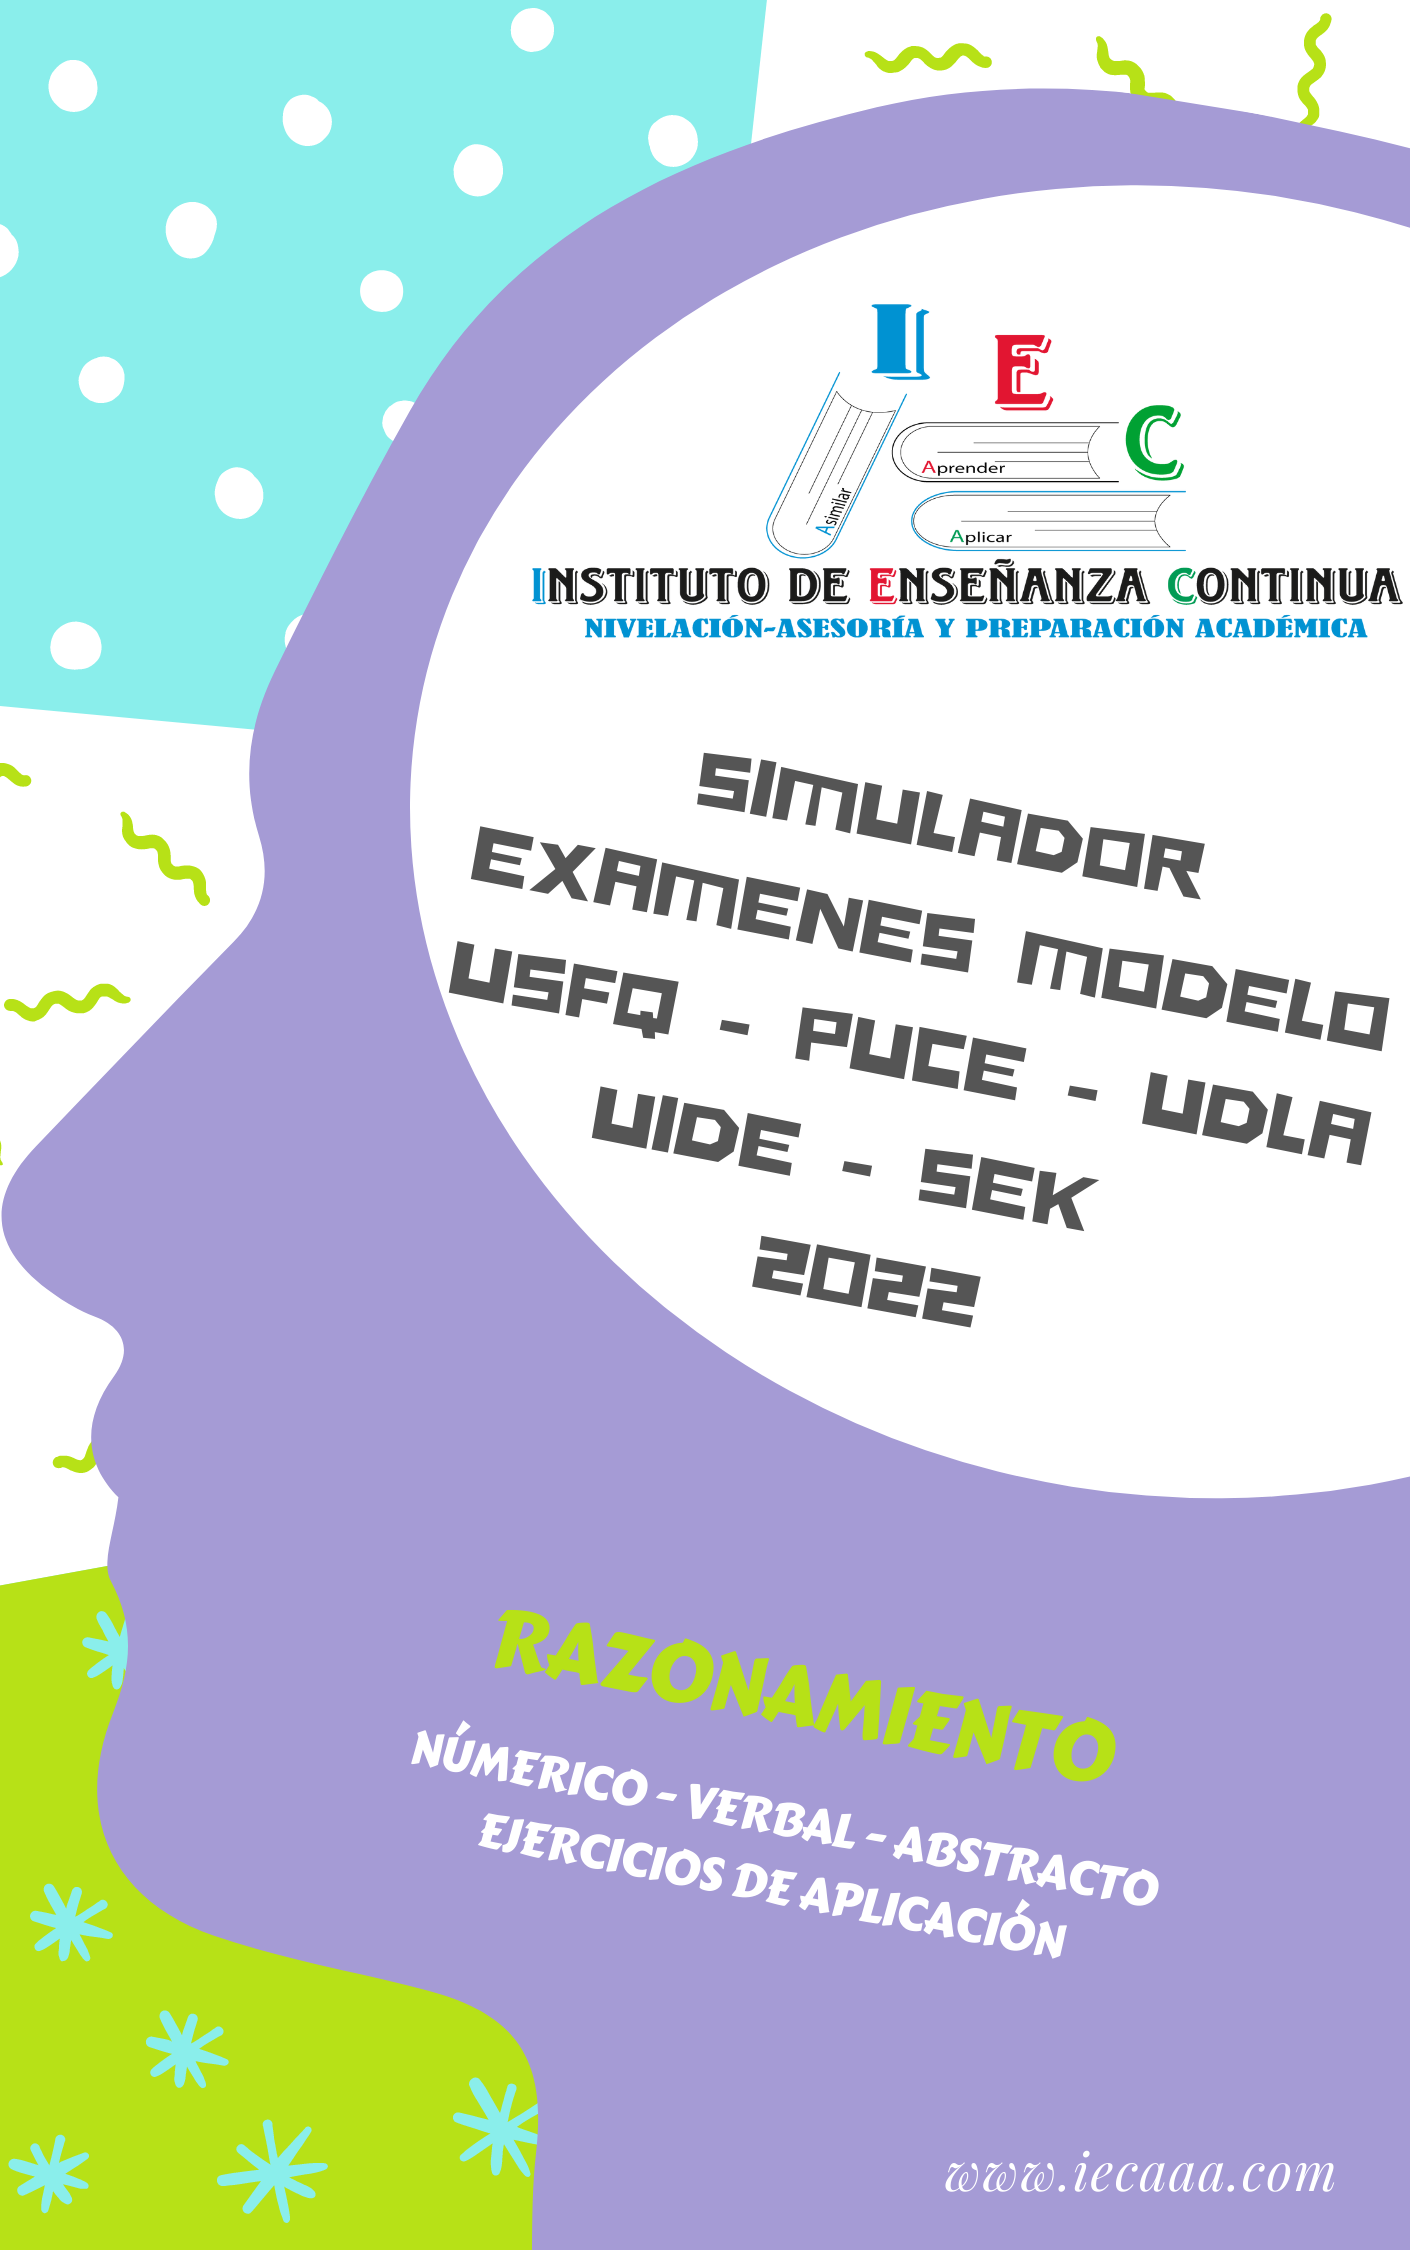 I E C
Asimilar
Aprender
Aplicar
INSTITUTO DE ENSEÑANZA CONTINUA
NIVELACIÓN-ASESORÍA Y PREPARACIÓN ACADÉMICA
SIMULADOR
EXAMENES MODELO
USFQ - PUCE - UDLA
UIDE - SEK
2022
RAZONAMIENTO
NÚMERICO - VERBAL - ABSTRACTO
EJERCICIOS DE APLICACIÓN
www.iecaaa.com